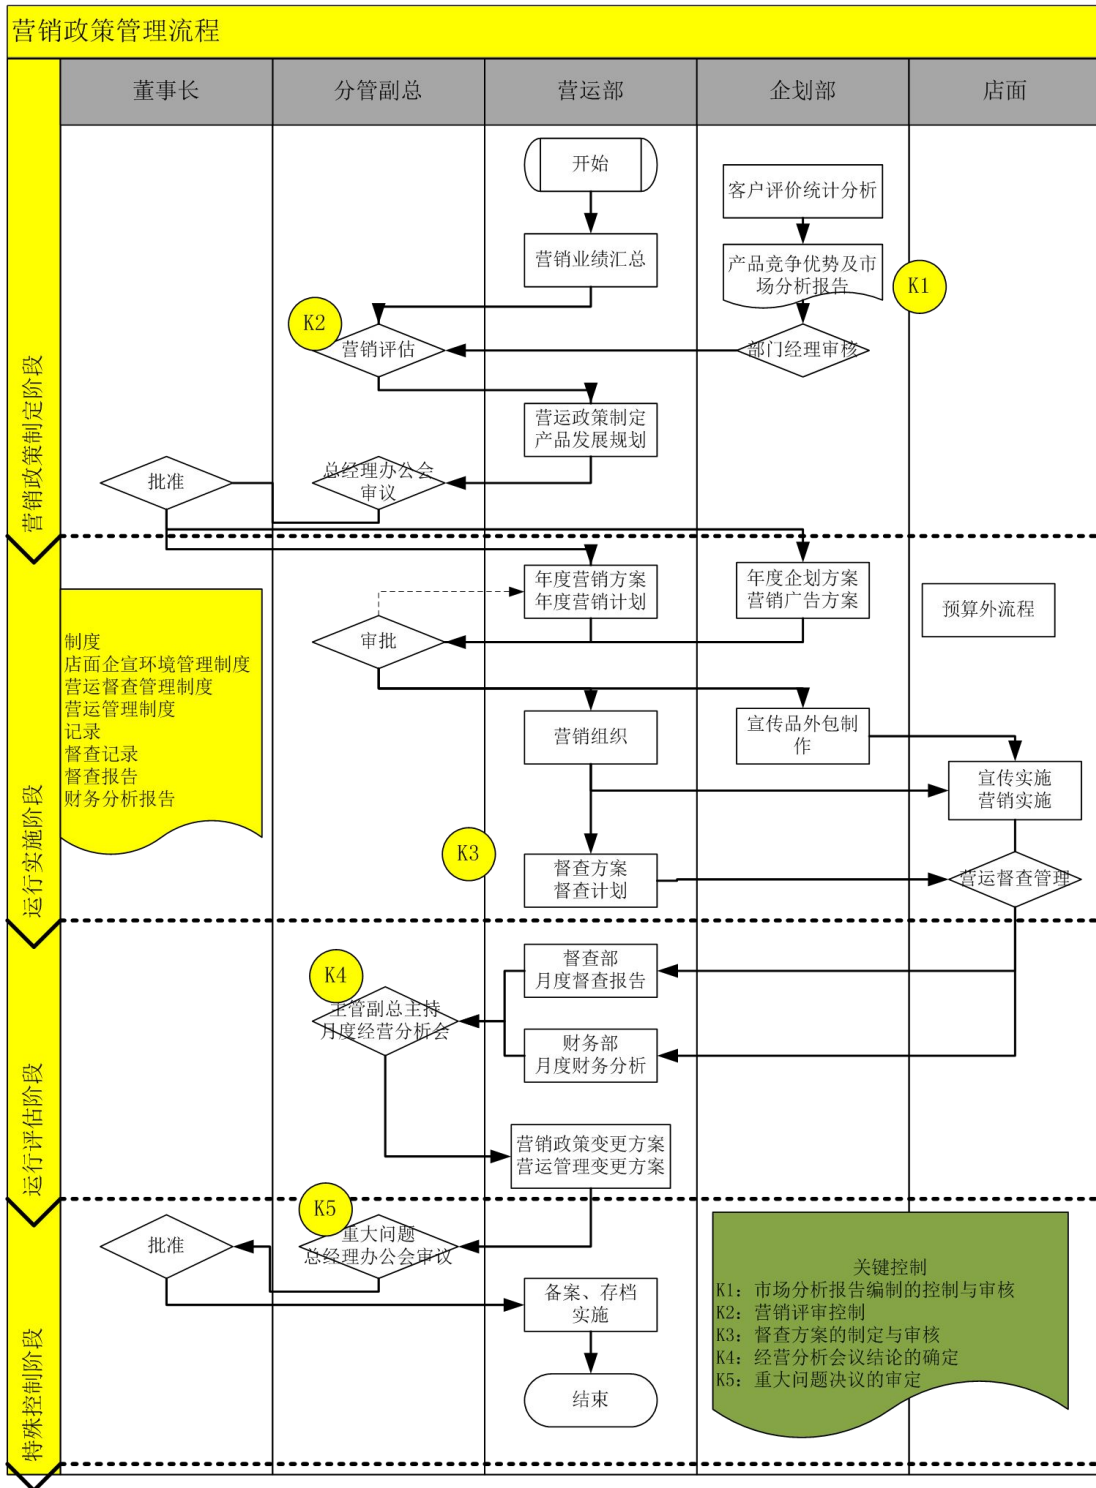 营销政策管理流程
董事长
分管副总
营运部
企划部
店面
营销政策制定阶段
开始
客户评价统计分析
营销业绩汇总
产品竞争优势及市
场分析报告
K1
K2
营销评估
部门经理审核
营运政策制定
产品发展规划
批准
总经理办公会
审议
运行实施阶段
年度营销方案
年度营销计划
年度企划方案
营销广告方案
预算外流程
制度
店面企宣环境管理制度
营运督查管理制度
营运管理制度
记录
督查记录
督查报告
财务分析报告
审批
营销组织
宣传品外包制
作
宣传实施
营销实施
K3
督查方案
督查计划
营运督查管理
运行评估阶段
督查部
月度督查报告
K4
主管副总主持
月度经营分析会
财务部
月度财务分析
营销政策变更方案
营运管理变更方案
特殊控制阶段
K5
批准
重大问题
总经理办公会审议
备案、存档
实施
结束
关键控制
K1：市场分析报告编制的控制与审核
K2：营销评审控制
K3：督查方案的制定与审核
K4：经营分析会议结论的确定
K5：重大问题决议的审定